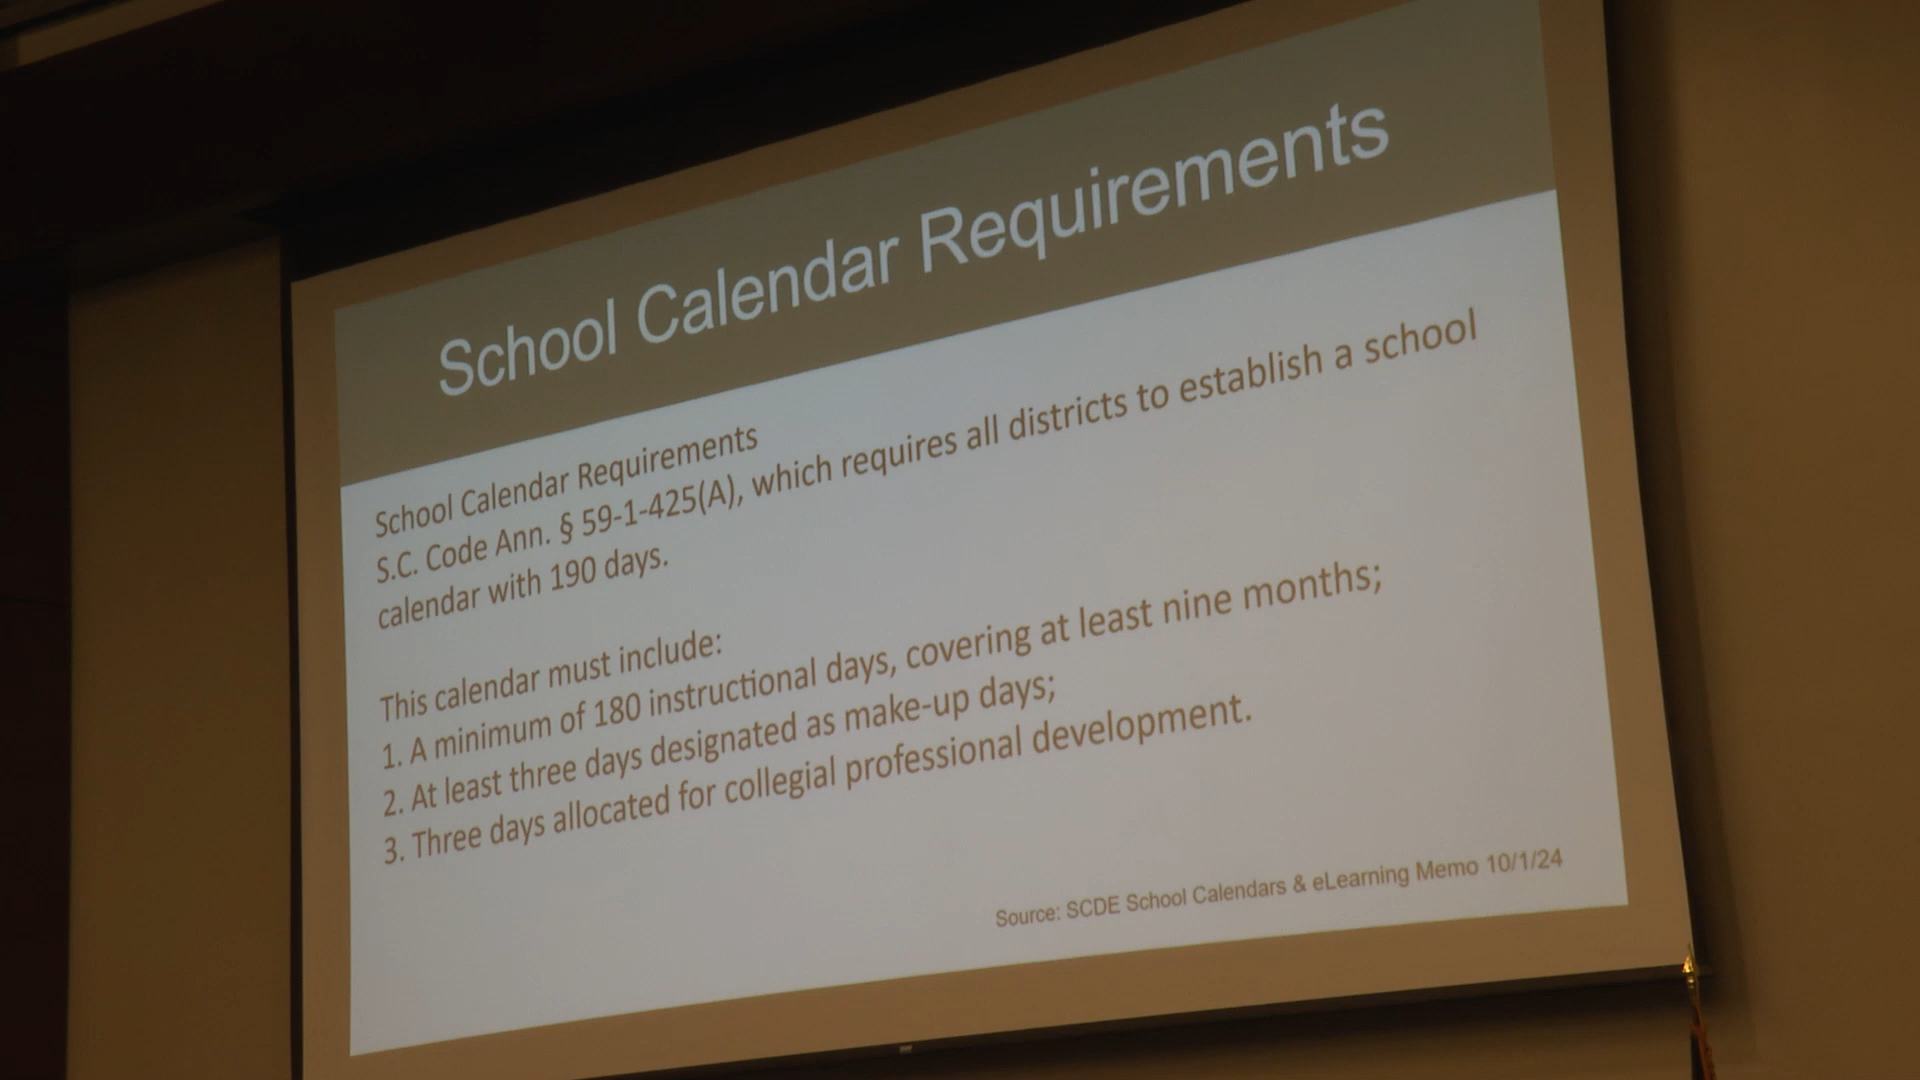 School Calendar Requirements
School Calendar Requirements
S.C. Code Ann. § 59-1-425(A), which requires all districts to establish a school
calendar with 190 days.
This calendar must include:
1. A minimum of 180 instructional days, covering at least nine months;
2. At least three days designated as make-up days;
3. Three days allocated for collegial professional development.
Source: SCDE School Calendars & eLearning Memo 10/1/24